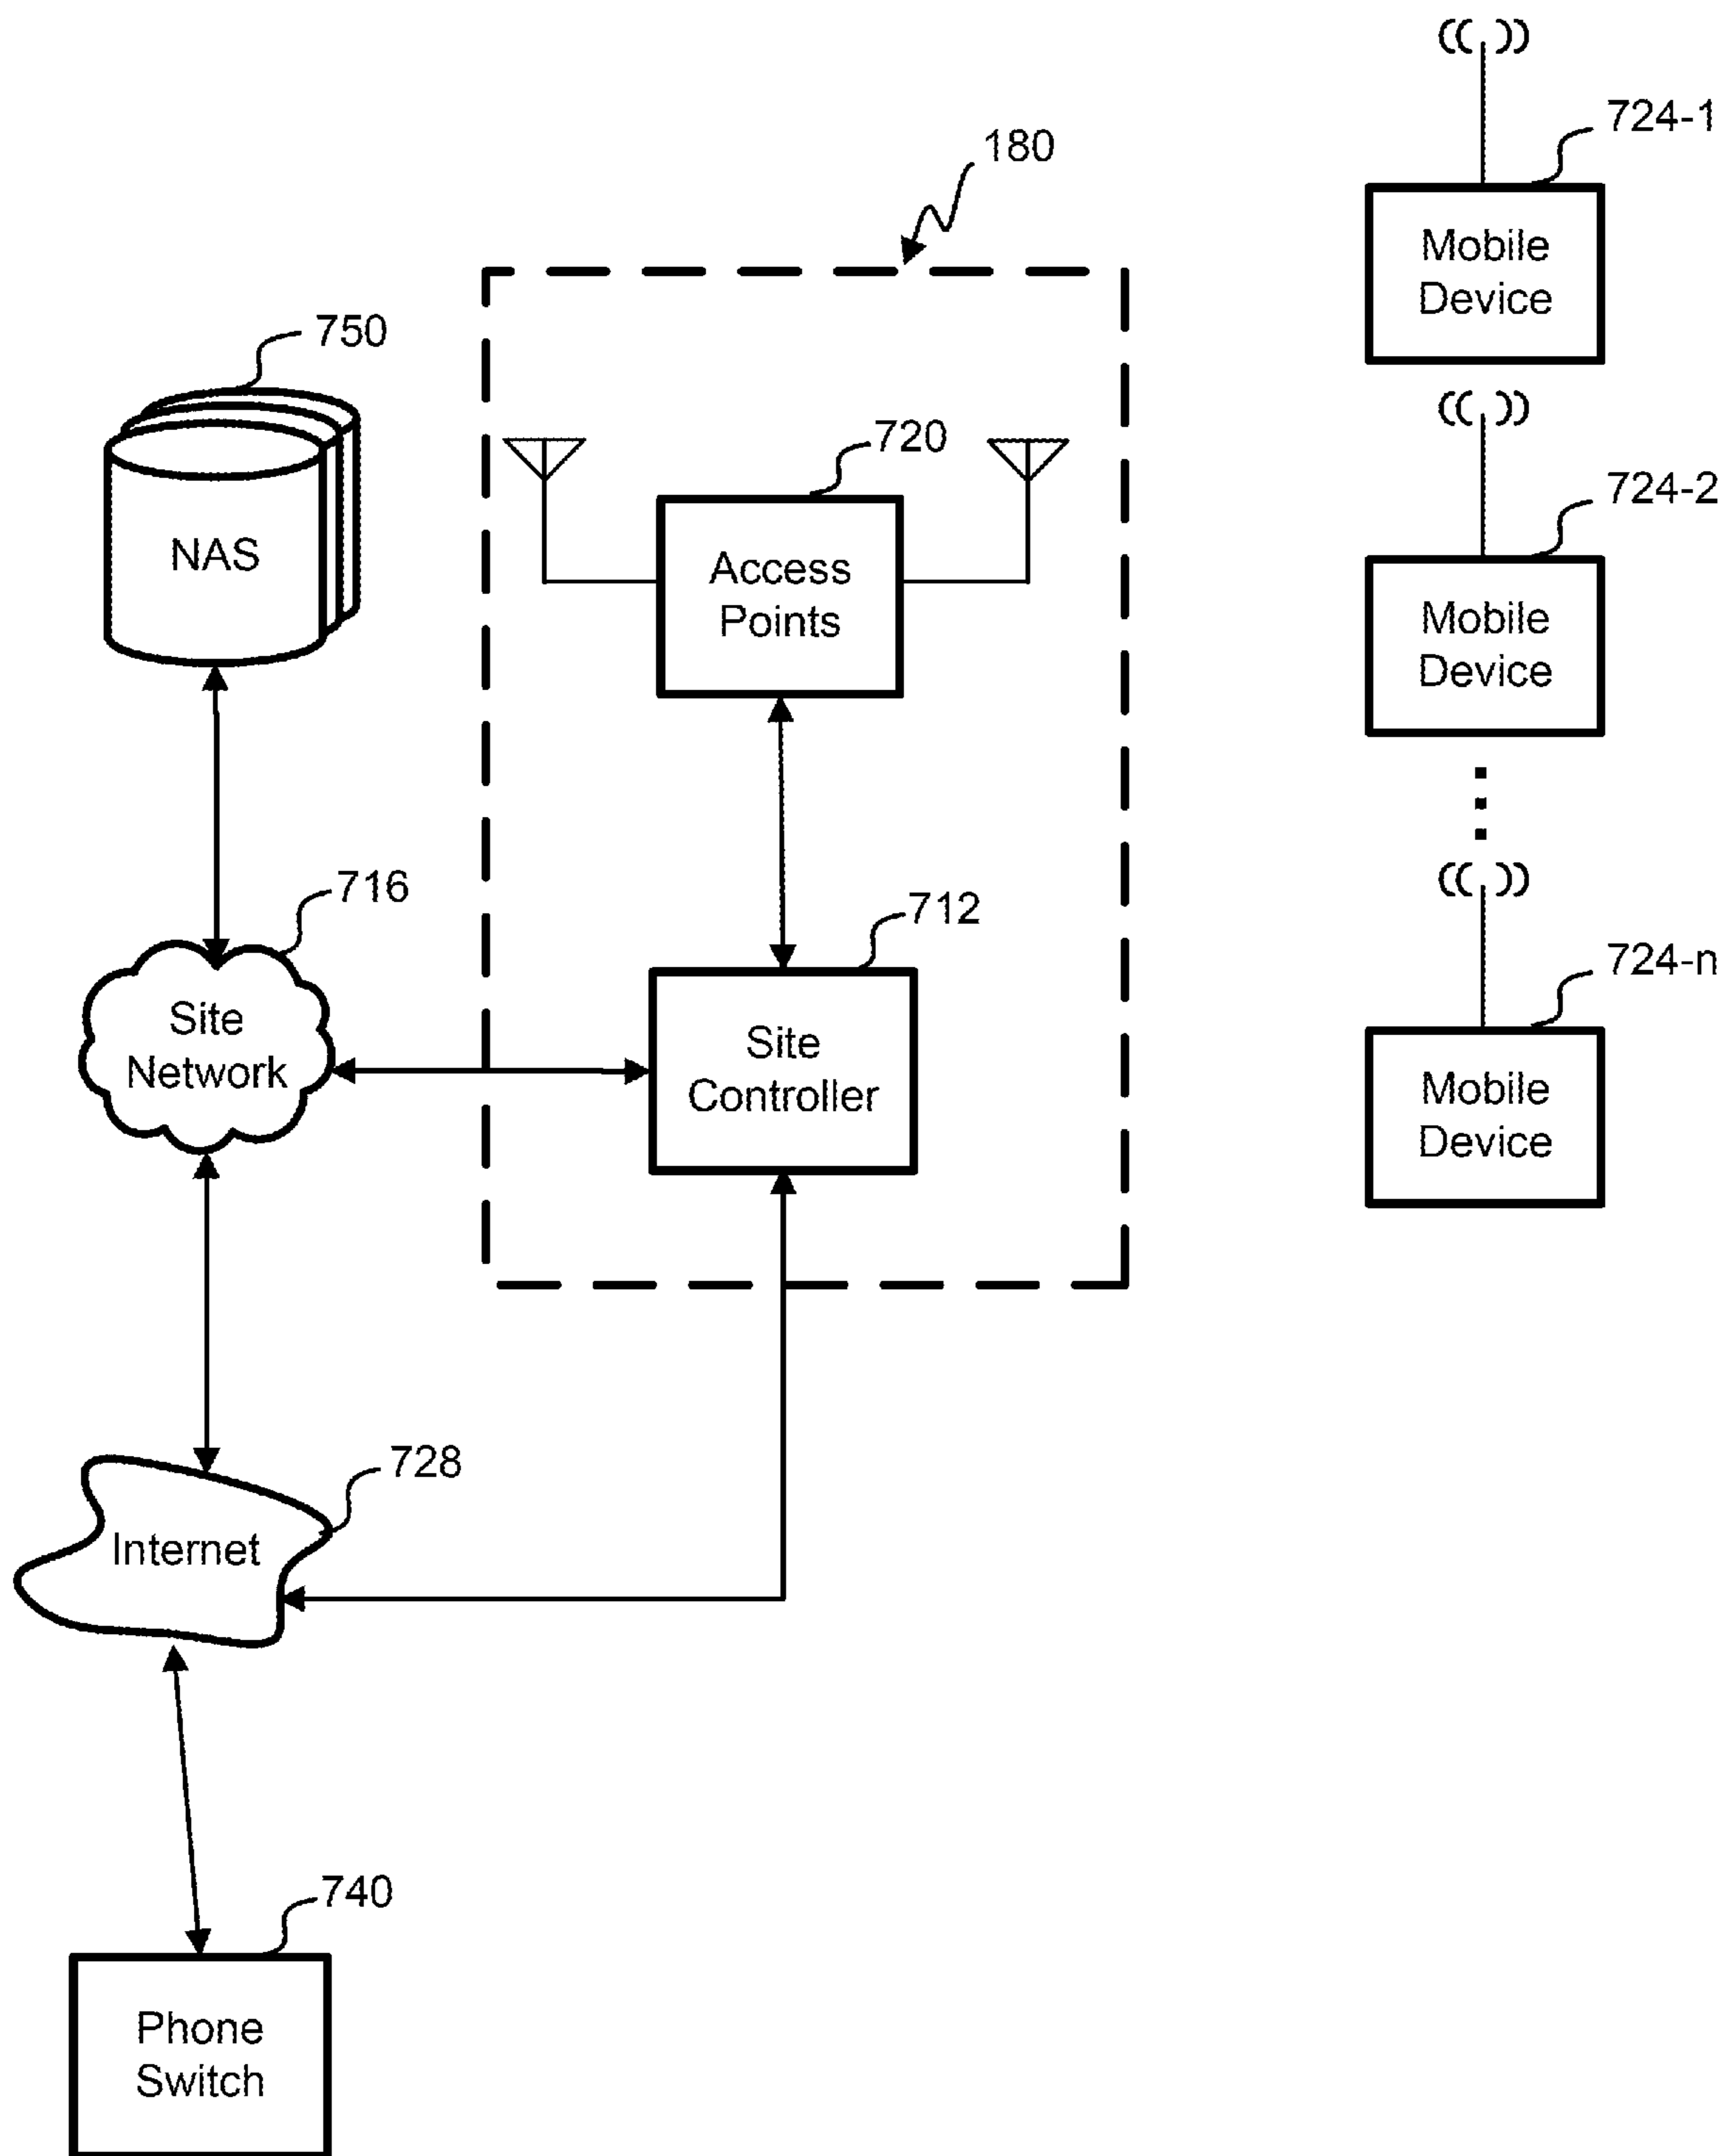 724-1
180
Mobile
Device
750
720
724-2
NAS
Access
Points
Mobile
Device
716
712
724-n
Site
Network
Site
Controller
Mobile
Device
728
Internet
740
Phone
Switch